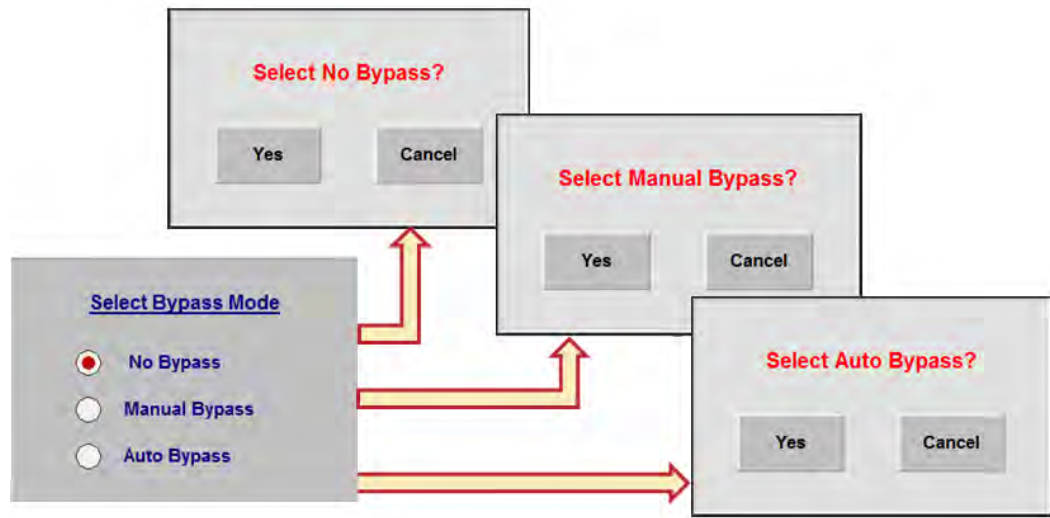 Select No Bypass?
Yes Cancel
Select Manual Bypass?
Yes Cancel
Select Bypass Mode
No Bypass
Manual Bypass
Auto Bypass
Select Auto Bypass?
Yes Cancel